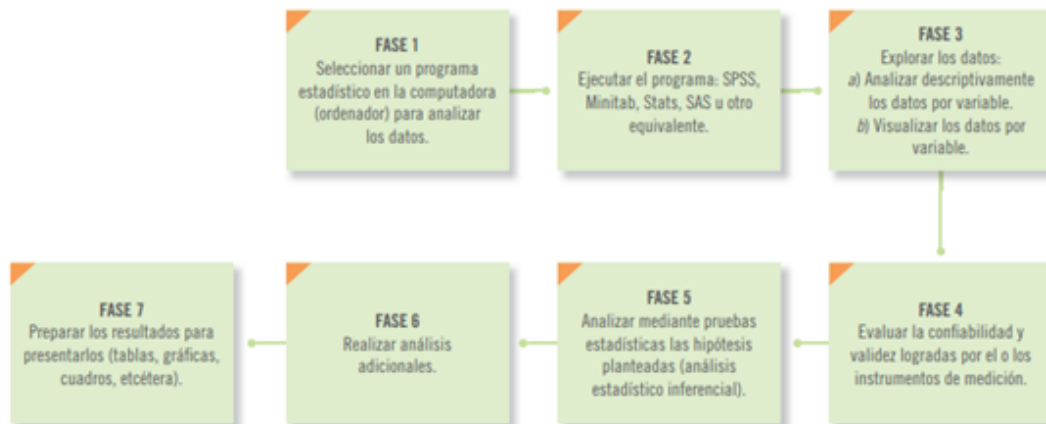 FASE 1
Seleccionar un programa
estadístico en la computadora
(ordenador) para analizar
los datos.
FASE 2
Ejecutar el programa: SPSS,
Minitab, Stats, SAS u otro
equivalente.
FASE 3
Explorar los datos:
a) Analizar descriptivamente
los datos por variable.
b) Visualizar los datos por
variable.
FASE 4
Evaluar la confiabilidad y
validez logradas por el o los
instrumentos de medición.
FASE 5
Analizar mediante pruebas
estadísticas las hipótesis
planteadas (análisis
estadístico inferencial).
FASE 6
Realizar análisis
adicionales.
FASE 7
Preparar los resultados para
presentarlos (tablas, gráficas,
cuadros, etcétera).